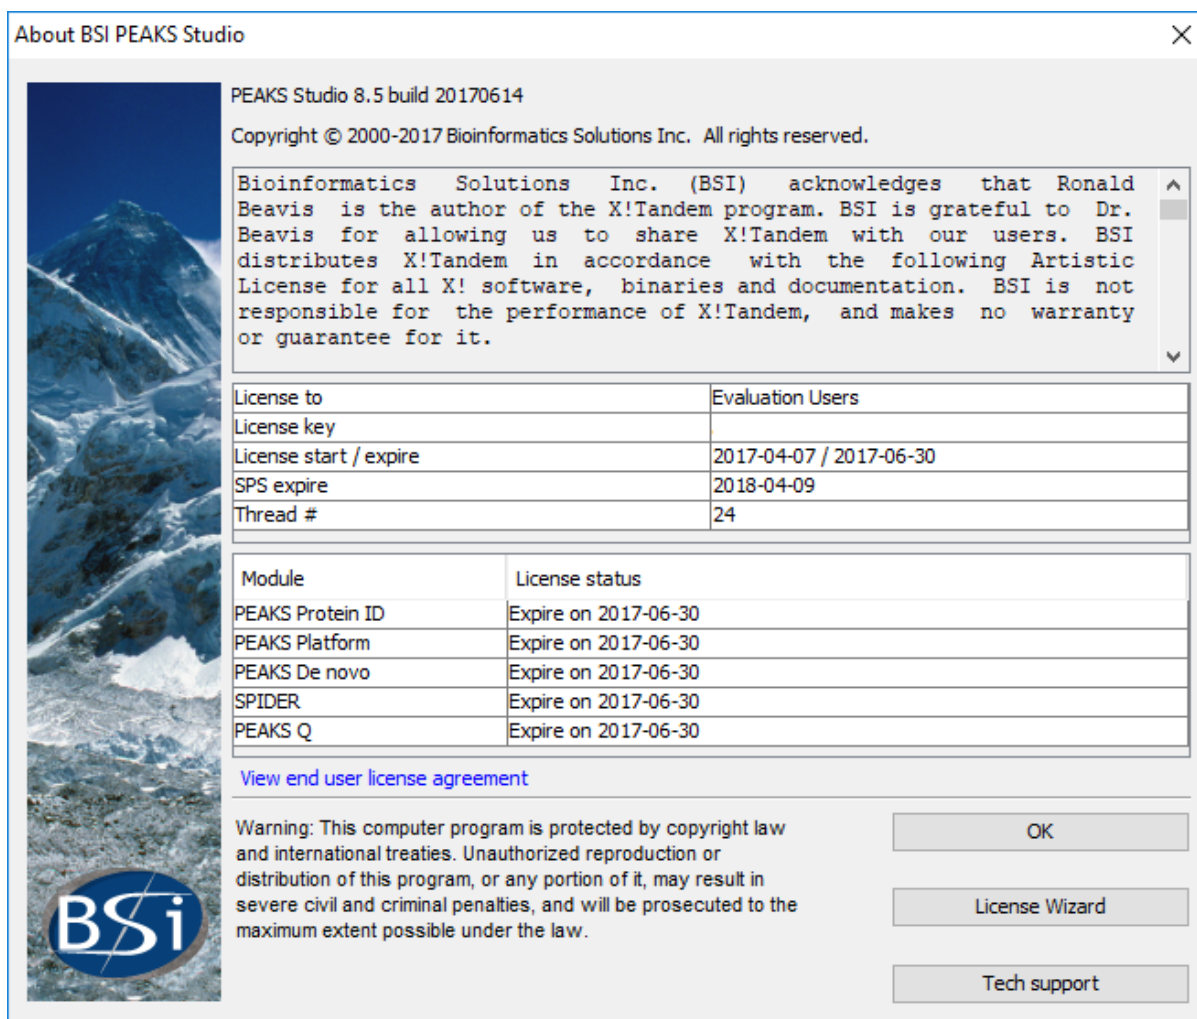 About BSI PEAKS Studio
PEAKS Studio 8.5 build 20170614
Copyright © 2000-2017 Bioinformatics Solutions Inc. All rights reserved.
Bioinformatics Solutions Inc. (BSI) acknowledges that Ronald
Beavis is the author of the X!Tandem program. BSI is grateful to Dr.
Beavis for allowing us to share X!Tandem with our users. BSI
distributes X!Tandem in accordance with the following Artistic
License for all X! software, binaries and documentation. BSI is not
responsible for the performance of X!Tandem, and makes no warranty
or guarantee for it.
License to Evaluation Users
License key
License start / expire 2017-04-07 / 2017-06-30
SPS expire 2018-04-09
Thread # 24
Module License status
PEAKS Protein ID Expire on 2017-06-30
PEAKS Platform Expire on 2017-06-30
PEAKS De novo Expire on 2017-06-30
SPIDER Expire on 2017-06-30
PEAKS Q Expire on 2017-06-30
View end user license agreement
Warning: This computer program is protected by copyright law
and international treaties. Unauthorized reproduction or
distribution of this program, or any portion of it, may result in
severe civil and criminal penalties, and will be prosecuted to the
maximum extent possible under the law.
OK
License Wizard
Tech support
BSi